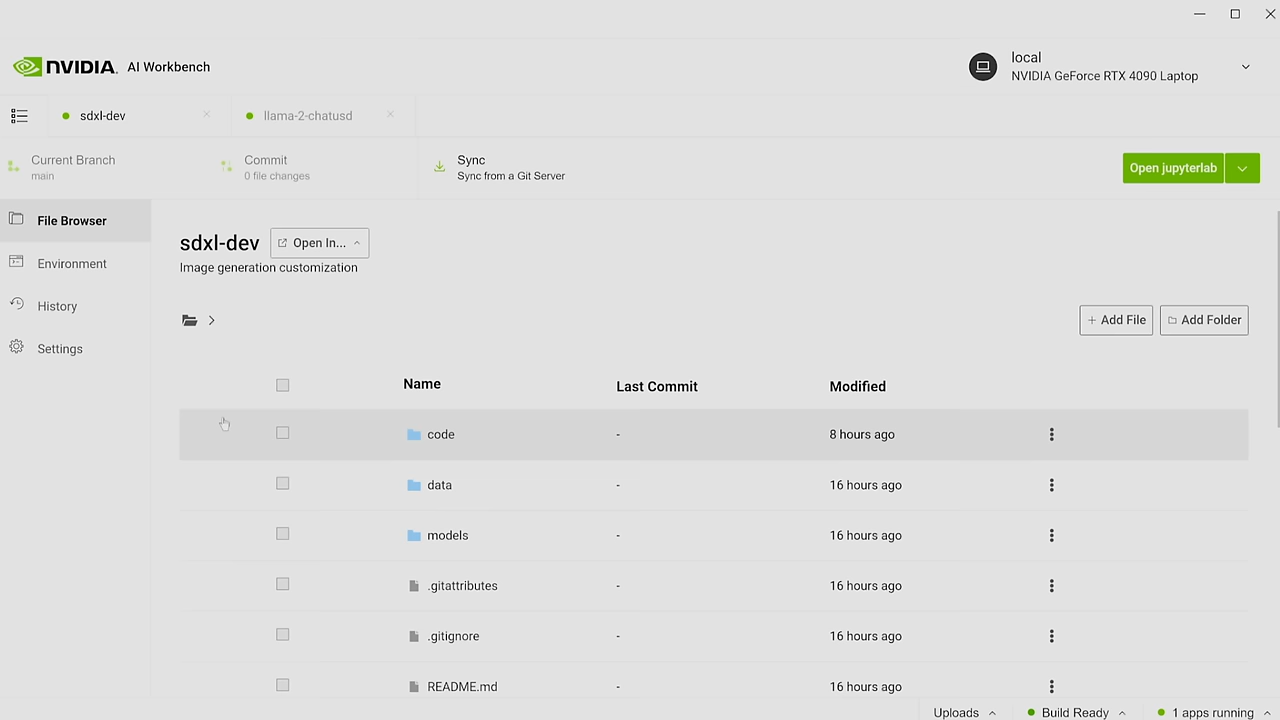 NVIDIA. AI Workbench
local
NVIDIA GeForce RTX 4090 Laptop
sdxl-dev
llama-2-chatusd
Current Branch
main
Commit
0 file changes
Sync
Sync from a Git Server
Open jupyterlab
File Browser
Environment
History
Settings
sdxl-dev
Open In...
Image generation customization
+ Add File
Add Folder
Name Last Commit Modified
code - 8 hours ago
data - 16 hours ago
models - 16 hours ago
.gitattributes - 16 hours ago
.gitignore - 16 hours ago
README.md - 16 hours ago
Uploads Build Ready 1 apps running